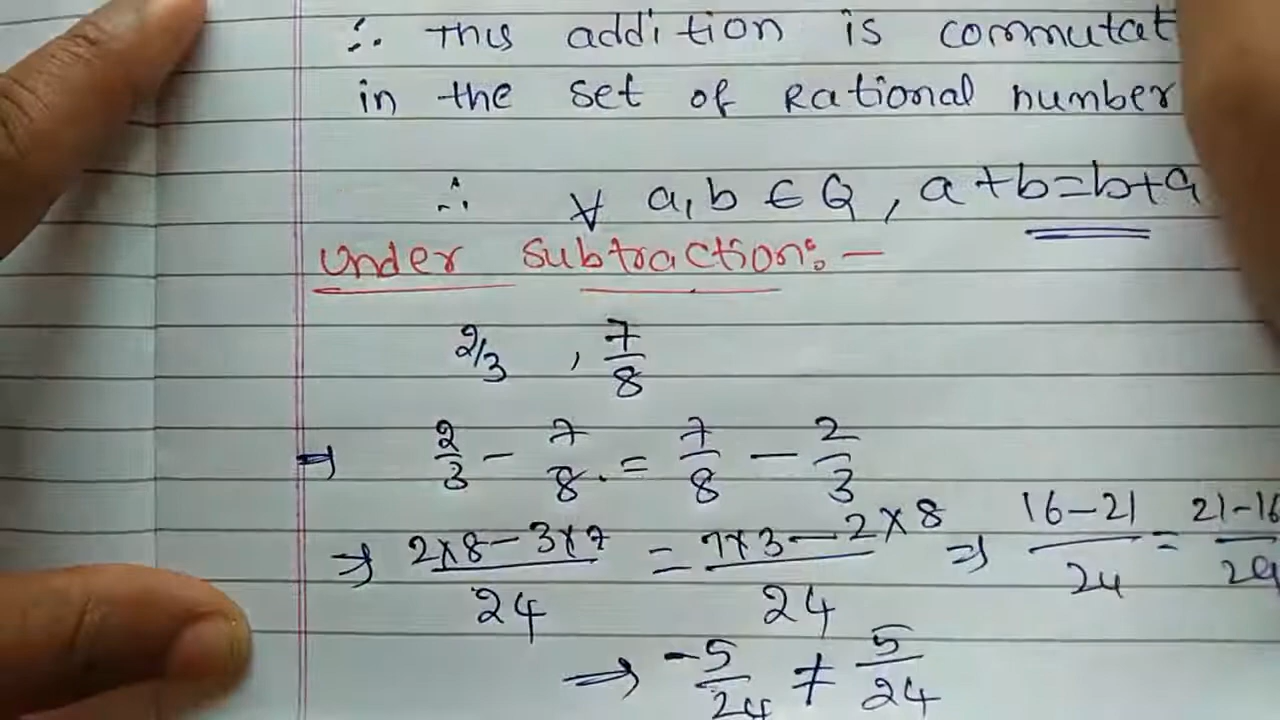 ∴ This addition is commutat
in the set of Rational number
∴ ∀ a,b ∈ Q, a+b=b+a
Under Subtraction:-
2/3 , 7/8
⇒ 2/3 - 7/8 . = 7/8 - 2/3
⇒ 2×8-3×7/24 = 7×3-2×8/24 ⇒ 16-21/24 = 21-16/24
⇒ -5/24 ≠ 5/24